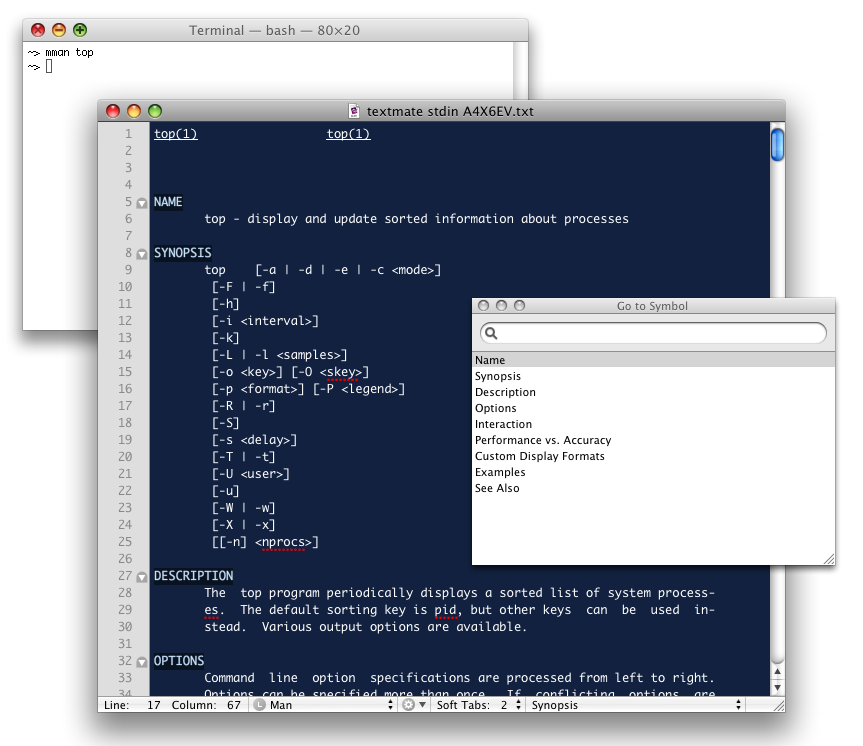 Terminal — bash — 80×20
~> mman top
~>
textmate stdin A4X6EV.txt
1 top(1) top(1)
2
3
4
5 NAME
6 top - display and update sorted information about processes
7
8 SYNOPSIS
9 top [-a | -d | -e | -c <mode>]
10 [-F | -f]
11 [-h]
12 [-i <interval>]
13 [-k]
14 [-L | -l <samples>]
15 [-o <key>] [-O <skey>]
16 [-p <format>] [-P <legend>]
17 [-R | -r]
18 [-S]
19 [-s <delay>]
20 [-T | -t]
21 [-U <user>]
22 [-u]
23 [-W | -w]
24 [-X | -x]
25 [[-n] <nprocs>]
26
27 DESCRIPTION
28 The top program periodically displays a sorted list of system process-
29 es. The default sorting key is pid, but other keys can be used in-
30 stead. Various output options are available.
31
32 OPTIONS
33 Command line option specifications are processed from left to right.
34 Options can be specified more than once. If conflicting options are
Go to Symbol
Name
Synopsis
Description
Options
Interaction
Performance vs. Accuracy
Custom Display Formats
Examples
See Also
Line: 17 Column: 67 L Man Soft Tabs: 2 Synopsis